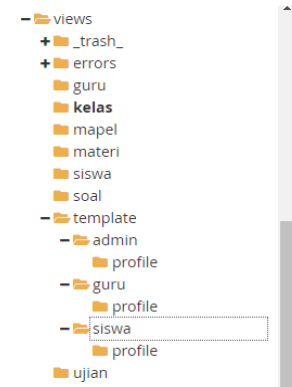 views
_trash_
errors
guru
kelas
mapel
materi
siswa
soal
template
admin
profile
guru
profile
siswa
profile
ujian